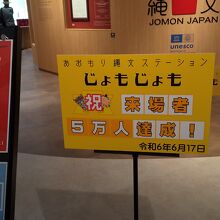 縄文
JOMON JAPAN
unesco
あおもり縄文ステーション
じょもじょも
祝 来場者
5万人達成!
令和6年6月17日